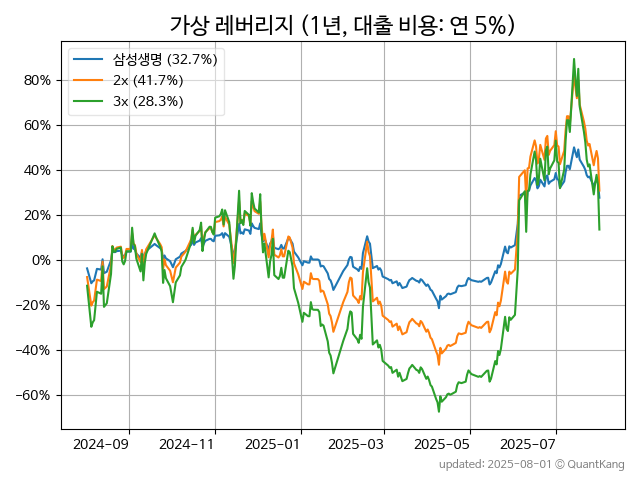 가상 레버리지 (1년, 대출 비용: 연 5%)
삼성생명 (32.7%)
2x (41.7%)
3x (28.3%)
80%
60%
40%
20%
0%
−20%
−40%
−60%
2024-09 2024-11 2025-01 2025-03 2025-05 2025-07
updated: 2025-08-01 © QuantKang